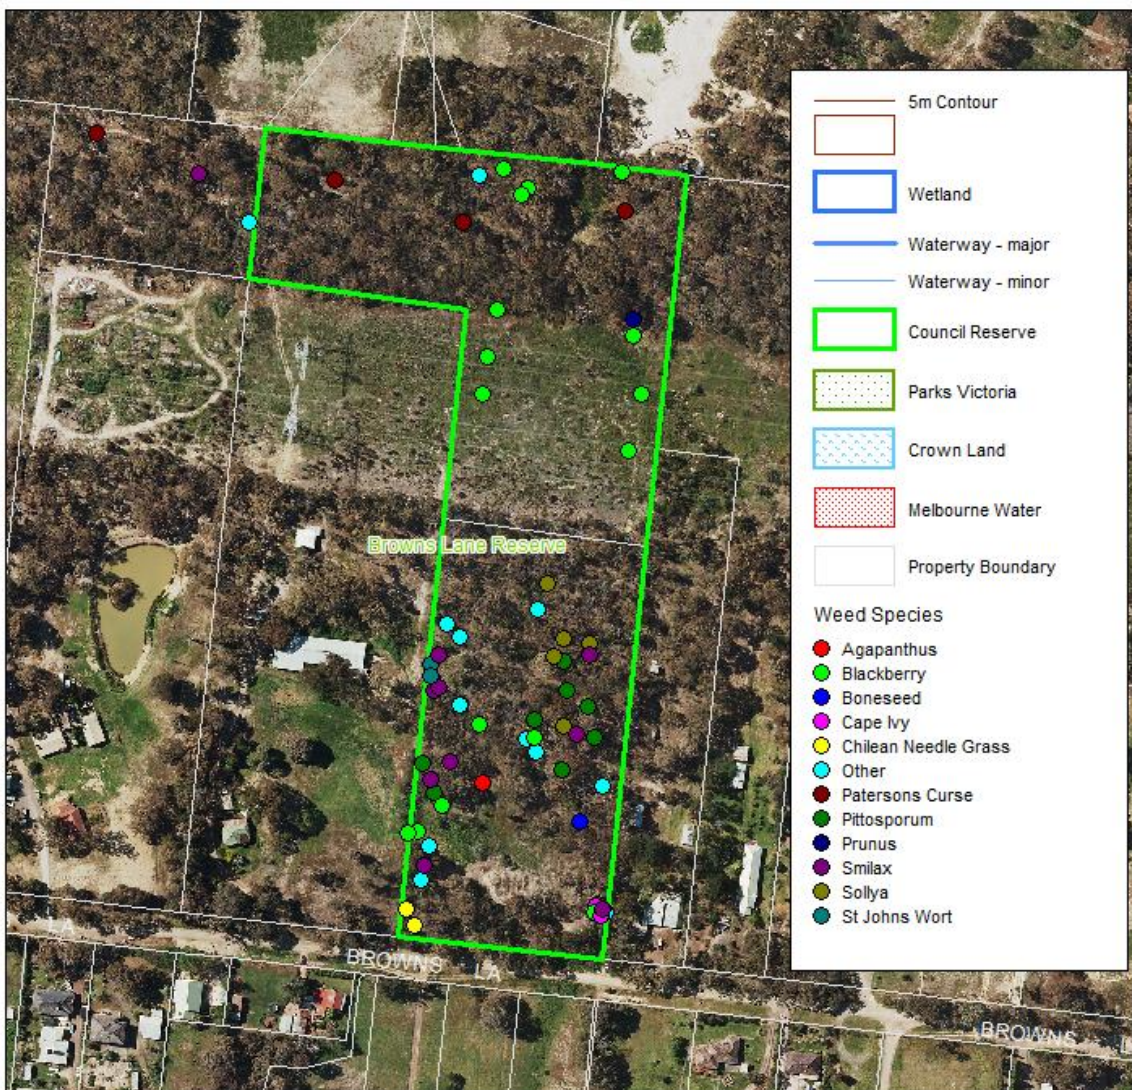 5m Contour
Wetland
Waterway - major
Waterway - minor
Council Reserve
Parks Victoria
Crown Land
Melbourne Water
Property Boundary
Weed Species
Agapanthus
Blackberry
Boneseed
Cape Ivy
Chilean Needle Grass
Other
Patersons Curse
Pittosporum
Prunus
Smilax
Sollya
St Johns Wort
Browns Lane Reserve
LA
BROWNS LA
BROWNS